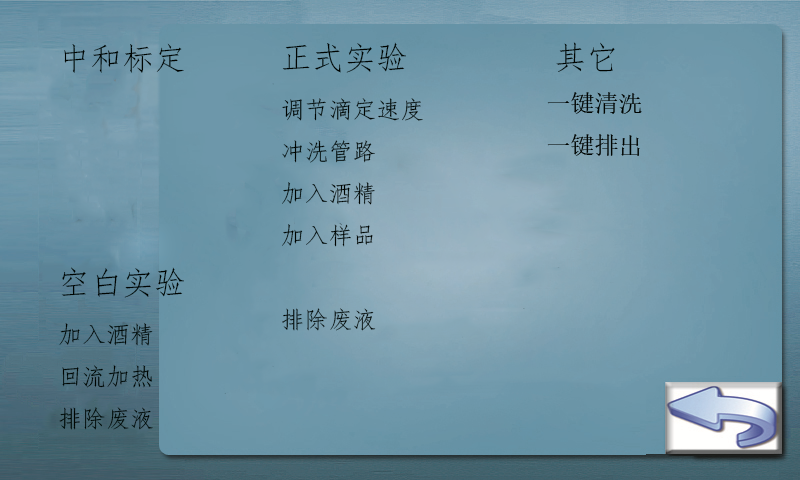 中和标定
空白实验
加入酒精
回流加热
排除废液
正式实验
调节滴定速度
冲洗管路
加入酒精
加入样品
排除废液
其它
一键清洗
一键排出